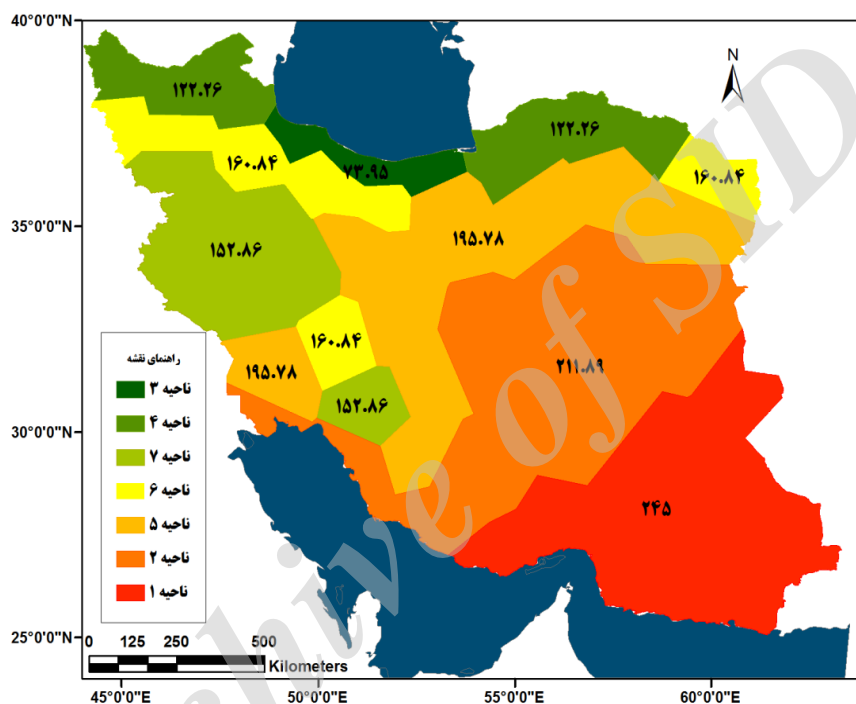 40°0'0"N
N
۱۲۲.۲۶
۱۲۲.۲۶
۱۶۰.۸۴
۷۳.۹۵
۱۶۰.۸۴
35°0'0"N
۱۵۲.۸۶
۱۹۵.۷۸
۱۶۰.۸۴
۱۹۵.۷۸
۲۱۱.۸۹
۱۵۲.۸۶
30°0'0"N
۲۴۵
راهنمای نقشه
ناحیه ۳
ناحیه ۴
ناحیه ۷
ناحیه ۶
ناحیه ۵
ناحیه ۲
ناحیه ۱
25°0'0"N
0 125 250 500
Kilometers
45°0'0"E 50°0'0"E 55°0'0"E 60°0'0"E
Archive of SID